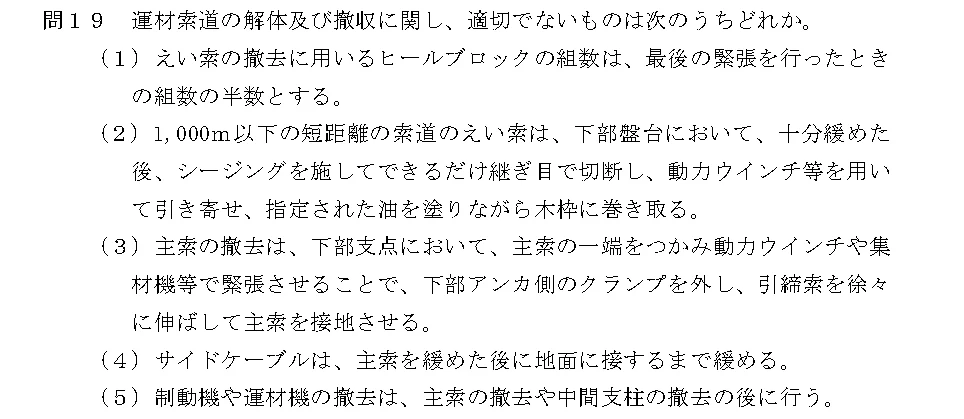 問１９　運材索道の解体及び撤収に関し、適切でないものは次のうちどれか。
（１）えい索の撤去に用いるヒールブロックの組数は、最後の緊張を行ったとき
の組数の半数とする。
（２）1,000m以下の短距離の索道のえい索は、下部盤台において、十分緩めた
後、シージングを施してできるだけ継ぎ目で切断し、動力ウインチ等を用い
て引き寄せ、指定された油を塗りながら木枠に巻き取る。
（３）主索の撤去は、下部支点において、主索の一端をつかみ動力ウインチや集
材機等で緊張させることで、下部アンカ側のクランプを外し、引締索を徐々
に伸ばして主索を接地させる。
（４）サイドケーブルは、主索を緩めた後に地面に接するまで緩める。
（５）制動機や運材機の撤去は、主索の撤去や中間支柱の撤去の後に行う。